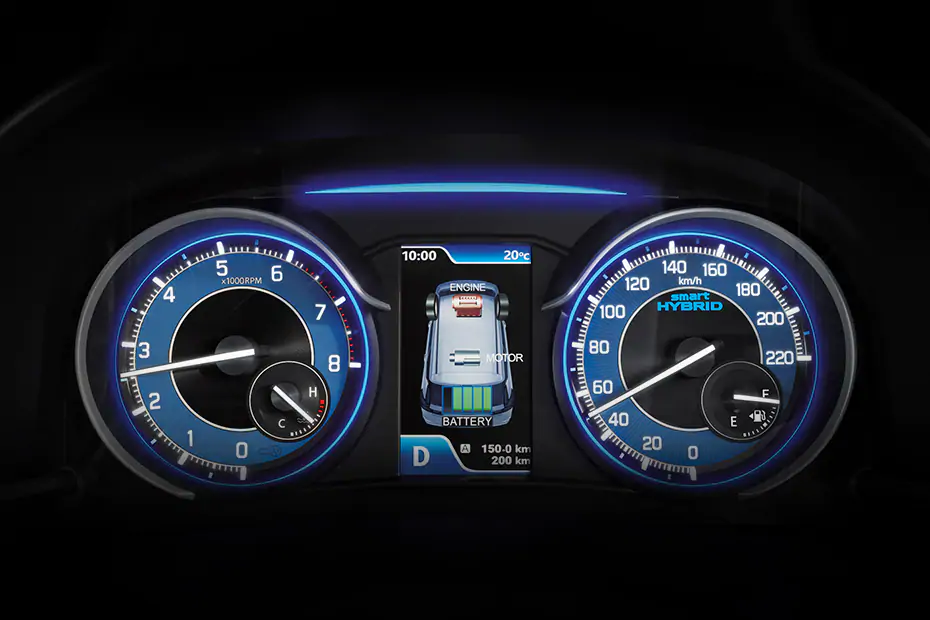 10:00 20°C
ENGINE
MOTOR
BATTERY
D
A 150.0 km
200 km
0
1
2
3
4
5
6
7
8
x1000RPM
H
C
0
20
40
60
80
100
120
140
160
180
200
220
km/h
smart
HYBRID
F
E